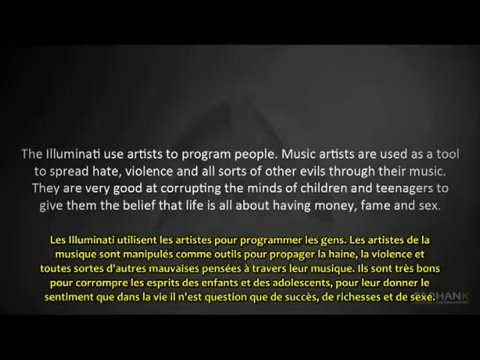 The Illuminati use artists to program people. Music artists are used as a tool
to spread hate, violence and all sorts of other evils through their music.
They are very good at corrupting the minds of children and teenagers to
give them the belief that life is all about having money, fame and sex.
Les Illuminati utilisent les artistes pour programmer les gens. Les artistes de la
musique sont manipulés comme outils pour propager la haine, la violence et
toutes sortes d'autres mauvaises pensées à travers leur musique. Ils sont très bons
pour corrompre les esprits des enfants et des adolescents, pour leur donner le
sentiment que dans la vie il n'est question que de succès, de richesses et de sexe.
FARHANK